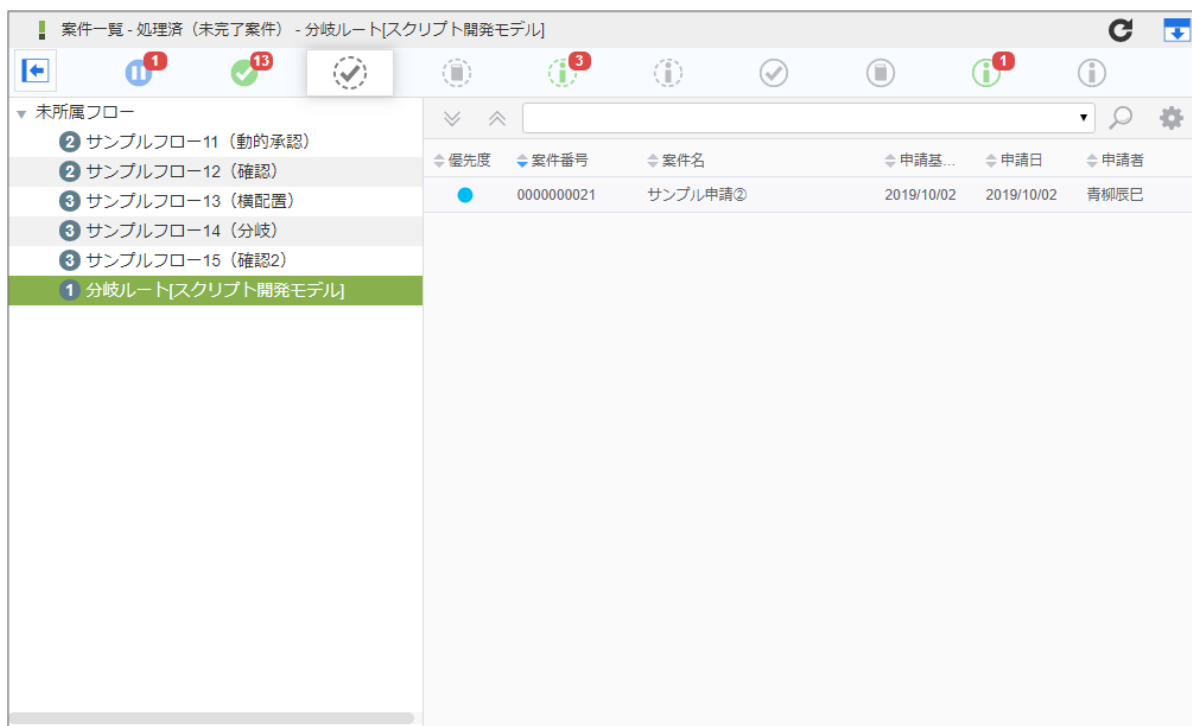 案件一覧 - 処理済（未完了案件） - 分岐ルート[スクリプト開発モデル]
1
13
3
1
未所属フロー
2 サンプルフロー11（動的承認）
2 サンプルフロー12（確認）
3 サンプルフロー13（横配置）
3 サンプルフロー14（分岐）
3 サンプルフロー15（確認2）
1 分岐ルート[スクリプト開発モデル]
優先度 案件番号 案件名 申請基... 申請日 申請者
0000000021 サンプル申請② 2019/10/02 2019/10/02 青柳辰巳